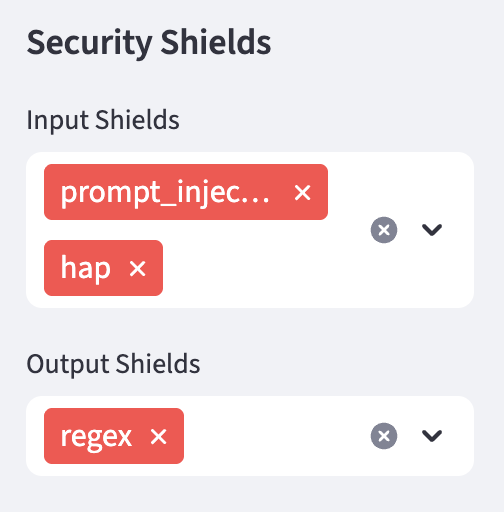 Security Shields
Input Shields
prompt_injec...
hap
Output Shields
regex